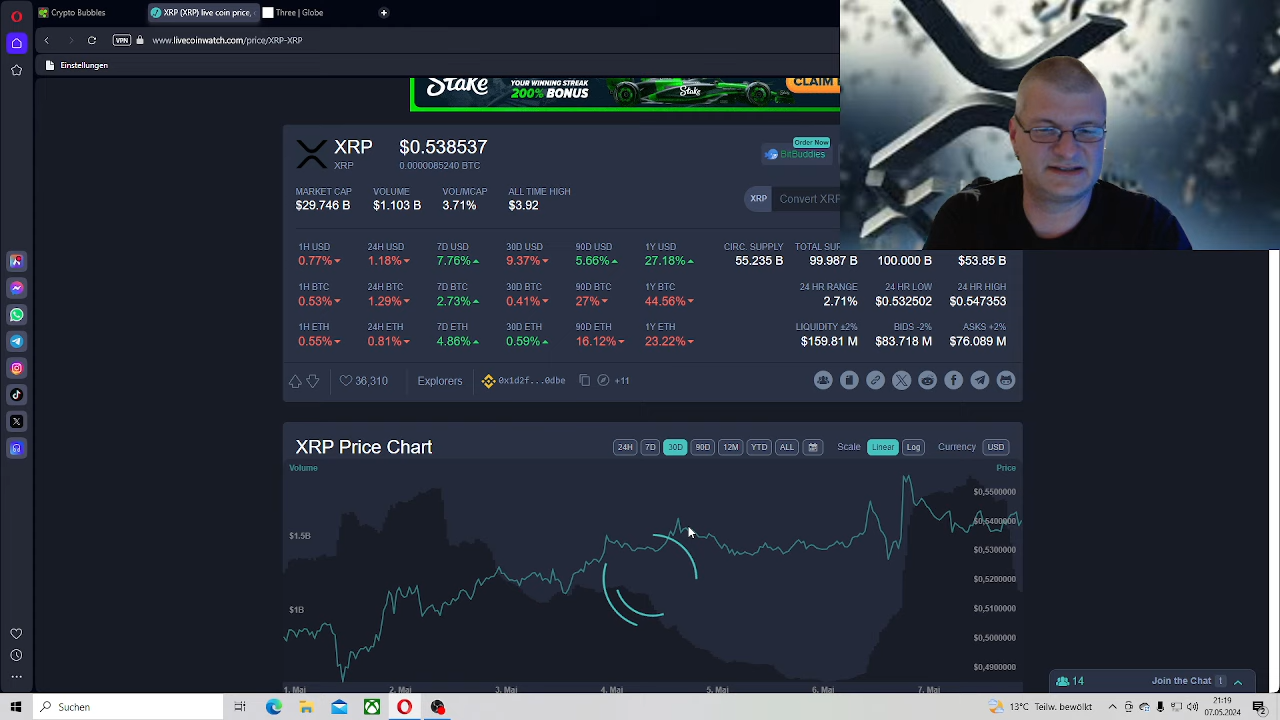 Crypto Bubbles
XRP (XRP) live coin price,
Three | Globe
VPN
www.livecoinwatch.com/price/XRP-XRP
Einstellungen
Stake
YOUR WINNING STREAK
200% BONUS
Stake
CLAIM
XRP $0.538537
XRP 0.0000085240 BTC
Order Now
BitBuddles
MARKET CAP VOLUME VOL/MCAP ALL TIME HIGH
$29.746 B $1.103 B 3.71% $3.92
XRP Convert XRP
1H USD 24H USD 7D USD 30D USD 90D USD 1Y USD CIRC. SUPPLY TOTAL SUP
0.77% 1.18% 7.76% 9.37% 5.66% 27.18% 55.235 B 99.987 B 100.000 B $53.85 B
1H BTC 24H BTC 7D BTC 30D BTC 90D BTC 1Y BTC 24 HR RANGE 24 HR LOW 24 HR HIGH
0.53% 1.29% 2.73% 0.41% 27% 44.56% 2.71% $0.532502 $0.547353
1H ETH 24H ETH 7D ETH 30D ETH 90D ETH 1Y ETH LIQUIDITY ±2% BIDS -2% ASKS +2%
0.55% 0.81% 4.86% 0.59% 16.12% 23.22% $159.81 M $83.718 M $76.089 M
36,310 Explorers 0x1d2f...0dbe +11
XRP Price Chart
24H 7D 30D 90D 12M YTD ALL Scale Linear Log Currency USD
Volume Price
$0,5500000
$0,5400000
$1.5B
$0,5300000
$0,5200000
$1B
$0,5100000
$0,5000000
$0,4900000
1. Mai 2. Mai 3. Mai 4. Mai 5. Mai 6. Mai 7. Mai
14 Join the Chat
Suchen
13°C Teilw. bewölkt
21:19
07.05.2024
2